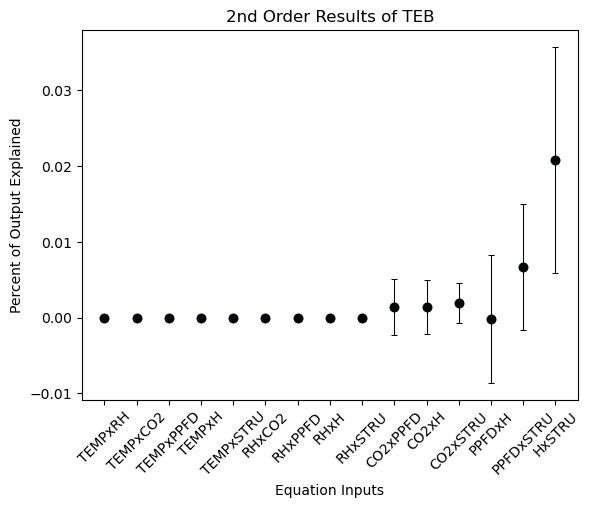 2nd Order Results of TEB
Percent of Output Explained
0.03
0.02
0.01
0.00
−0.01
TEMPxRH
TEMPxCO2
TEMPxPPFD
TEMPxH
TEMPxSTRU
RHxCO2
RHxPPFD
RHxH
RHxSTRU
CO2xPPFD
CO2xH
CO2xSTRU
PPFDxH
PPFDxSTRU
HxSTRU
Equation Inputs